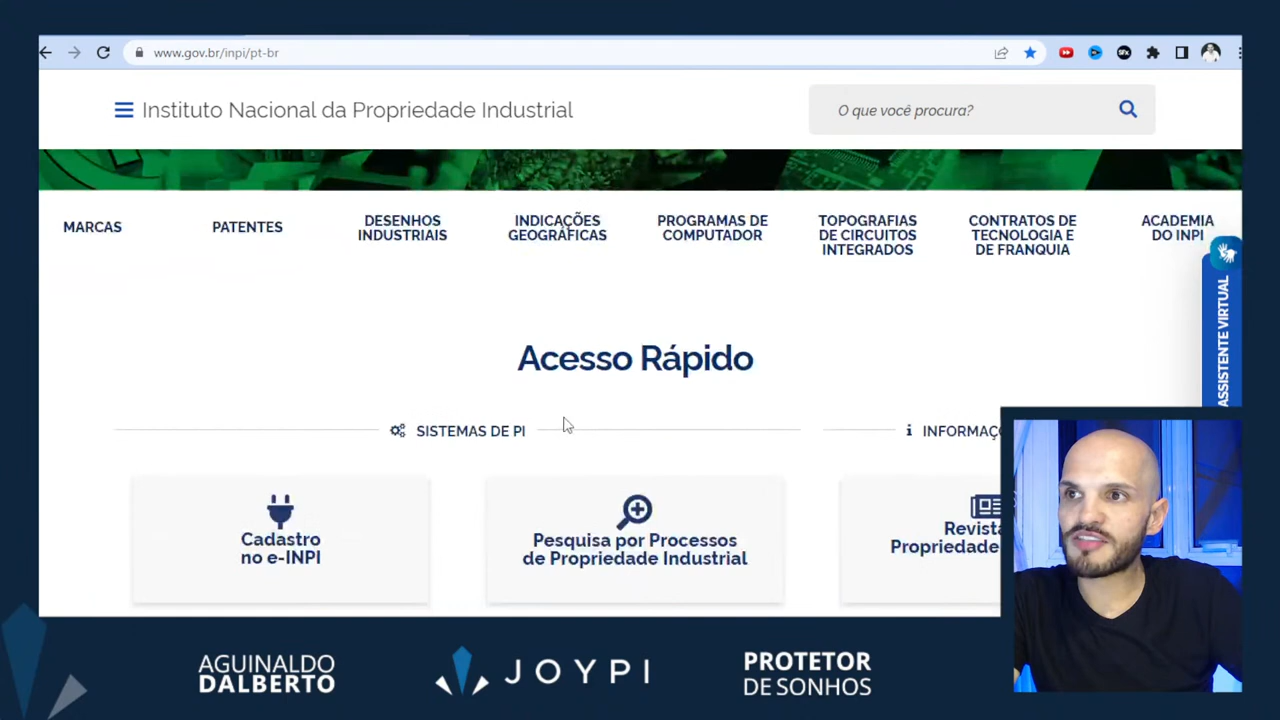 www.gov.br/inpi/pt-br
Instituto Nacional da Propriedade Industrial
O que você procura?
MARCAS
PATENTES
DESENHOS
INDUSTRIAIS
INDICAÇÕES
GEOGRÁFICAS
PROGRAMAS DE
COMPUTADOR
TOPOGRAFIAS
DE CIRCUITOS
INTEGRADOS
CONTRATOS DE
TECNOLOGIA E
DE FRANQUIA
ACADEMIA
DO INPI
ASSISTENTE VIRTUAL
Acesso Rápido
SISTEMAS DE PI
INFORMAÇ
Cadastro
no e-INPI
Pesquisa por Processos
de Propriedade Industrial
Revista
Propriedade
AGUINALDO
DALBERTO
JOYPI
PROTETOR
DE SONHOS